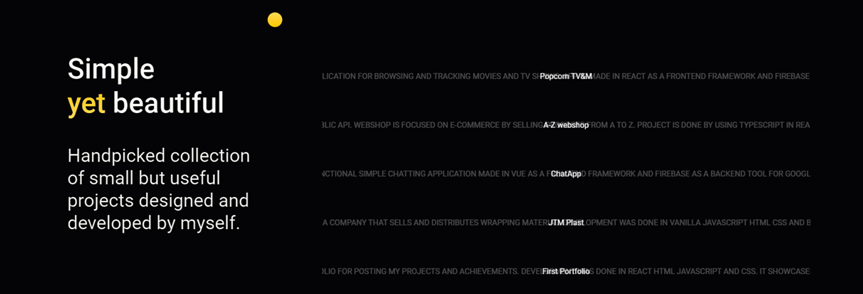 Simple
yet beautiful
Handpicked collection
of small but useful
projects designed and
developed by myself.
LICATION FOR BROWSING AND TRACKING MOVIES AND TV SH Popcorn TV&M MADE IN REACT AS A FRONTEND FRAMEWORK AND FIREBASE
BLIC API. WEBSHOP IS FOCUSED ON E-COMMERCE BY SELLING A-Z webshop FROM A TO Z. PROJECT IS DONE BY USING TYPESCRIPT IN REA
NCTIONAL SIMPLE CHATTING APPLICATION MADE IN VUE AS A F ChatApp D FRAMEWORK AND FIREBASE AS A BACKEND TOOL FOR GOOGL
A COMPANY THAT SELLS AND DISTRIBUTES WRAPPING MATER JTM Plast OPMENT WAS DONE IN VANILLA JAVASCRIPT HTML CSS AND B
LIO FOR POSTING MY PROJECTS AND ACHIEVEMENTS. DEVE First Portfolio S DONE IN REACT HTML JAVASCRIPT AND CSS. IT SHOWCASE